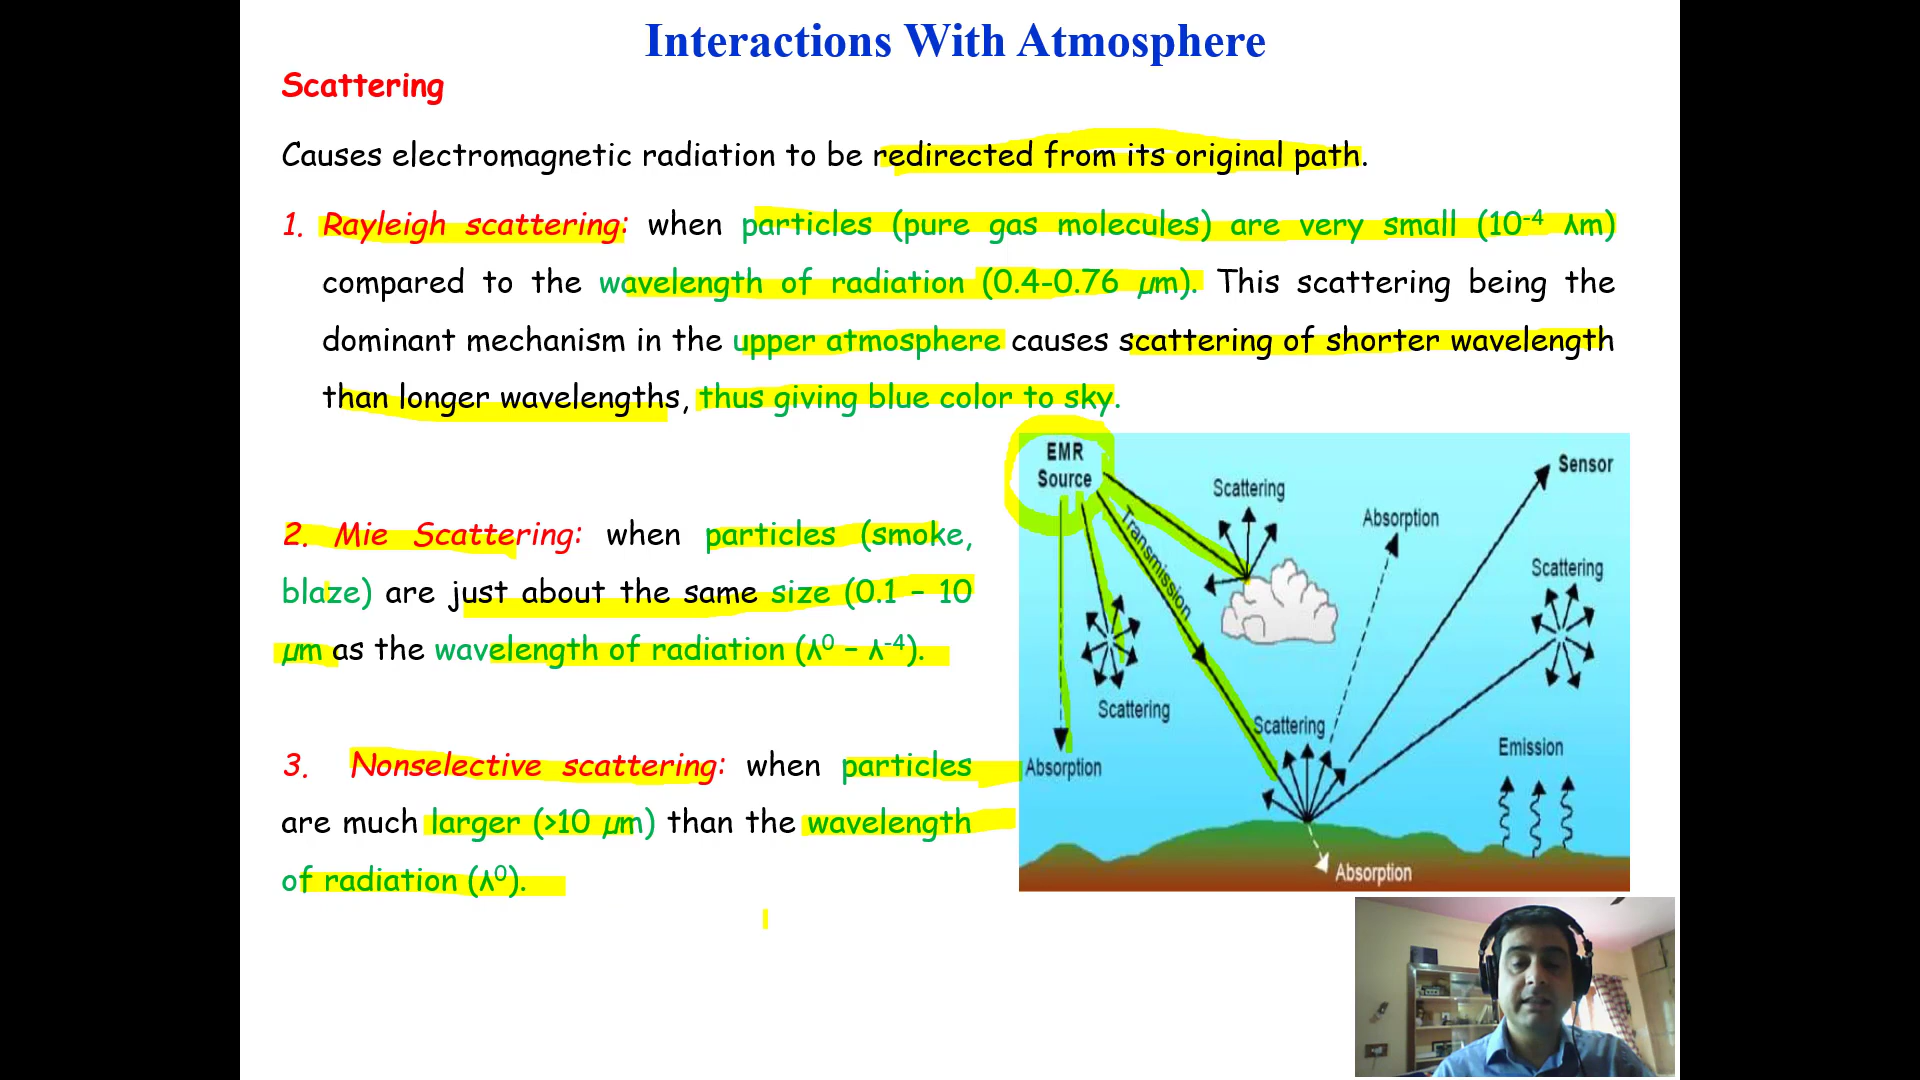 Interactions With Atmosphere
Scattering
Causes electromagnetic radiation to be redirected from its original path.
1. Rayleigh scattering: when particles (pure gas molecules) are very small (10⁻⁴ λm)
compared to the wavelength of radiation (0.4-0.76 µm). This scattering being the
dominant mechanism in the upper atmosphere causes scattering of shorter wavelength
than longer wavelengths, thus giving blue color to sky.
2. Mie Scattering: when particles (smoke,
blaze) are just about the same size (0.1 – 10
µm as the wavelength of radiation (λ⁰ – λ⁻⁴).
3. Nonselective scattering: when particles
are much larger (>10 µm) than the wavelength
of radiation (λ⁰).
EMR
Source
Scattering
Sensor
Absorption
Transmission
Scattering
Scattering
Scattering
Emission
Absorption
Absorption